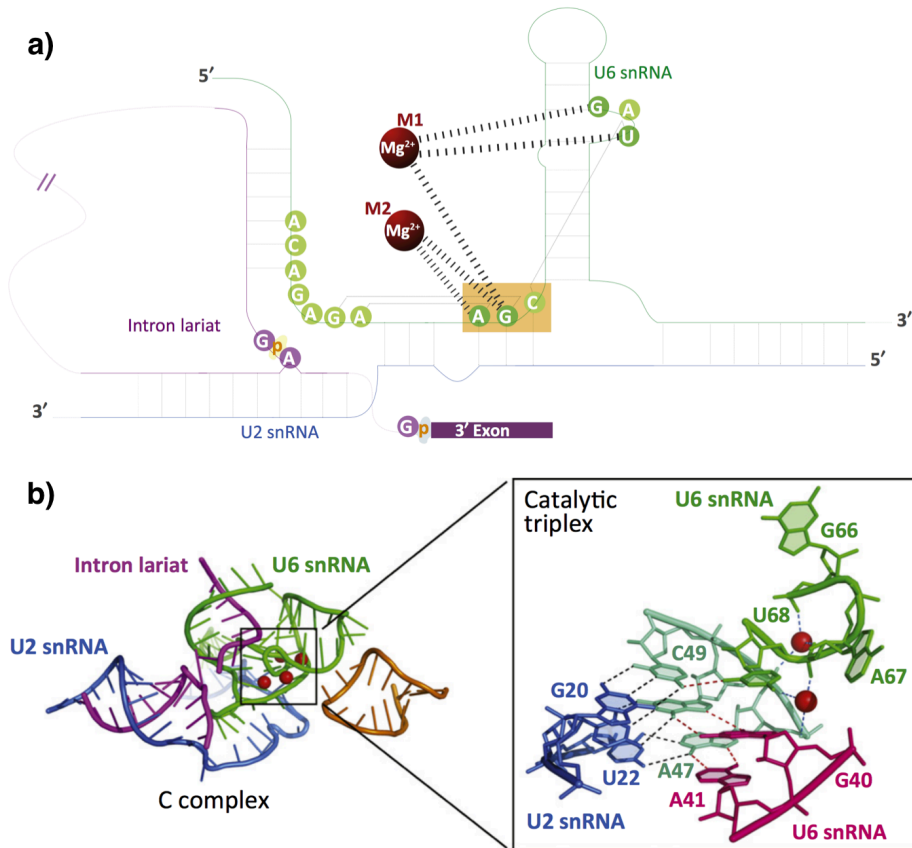 a)
5′
U6 snRNA
G
A
M1
Mg²⁺
U
M2
Mg²⁺
A
C
A
G
A
G
A
A
G
C
Intron lariat
G
p
A
3′
5′
3′
U2 snRNA
G
p
3′ Exon
b)
Intron lariat
U6 snRNA
U2 snRNA
C complex
Catalytic
triplex
U6 snRNA
G66
U68
C49
A67
G20
U22
A47
A41
G40
U2 snRNA
U6 snRNA